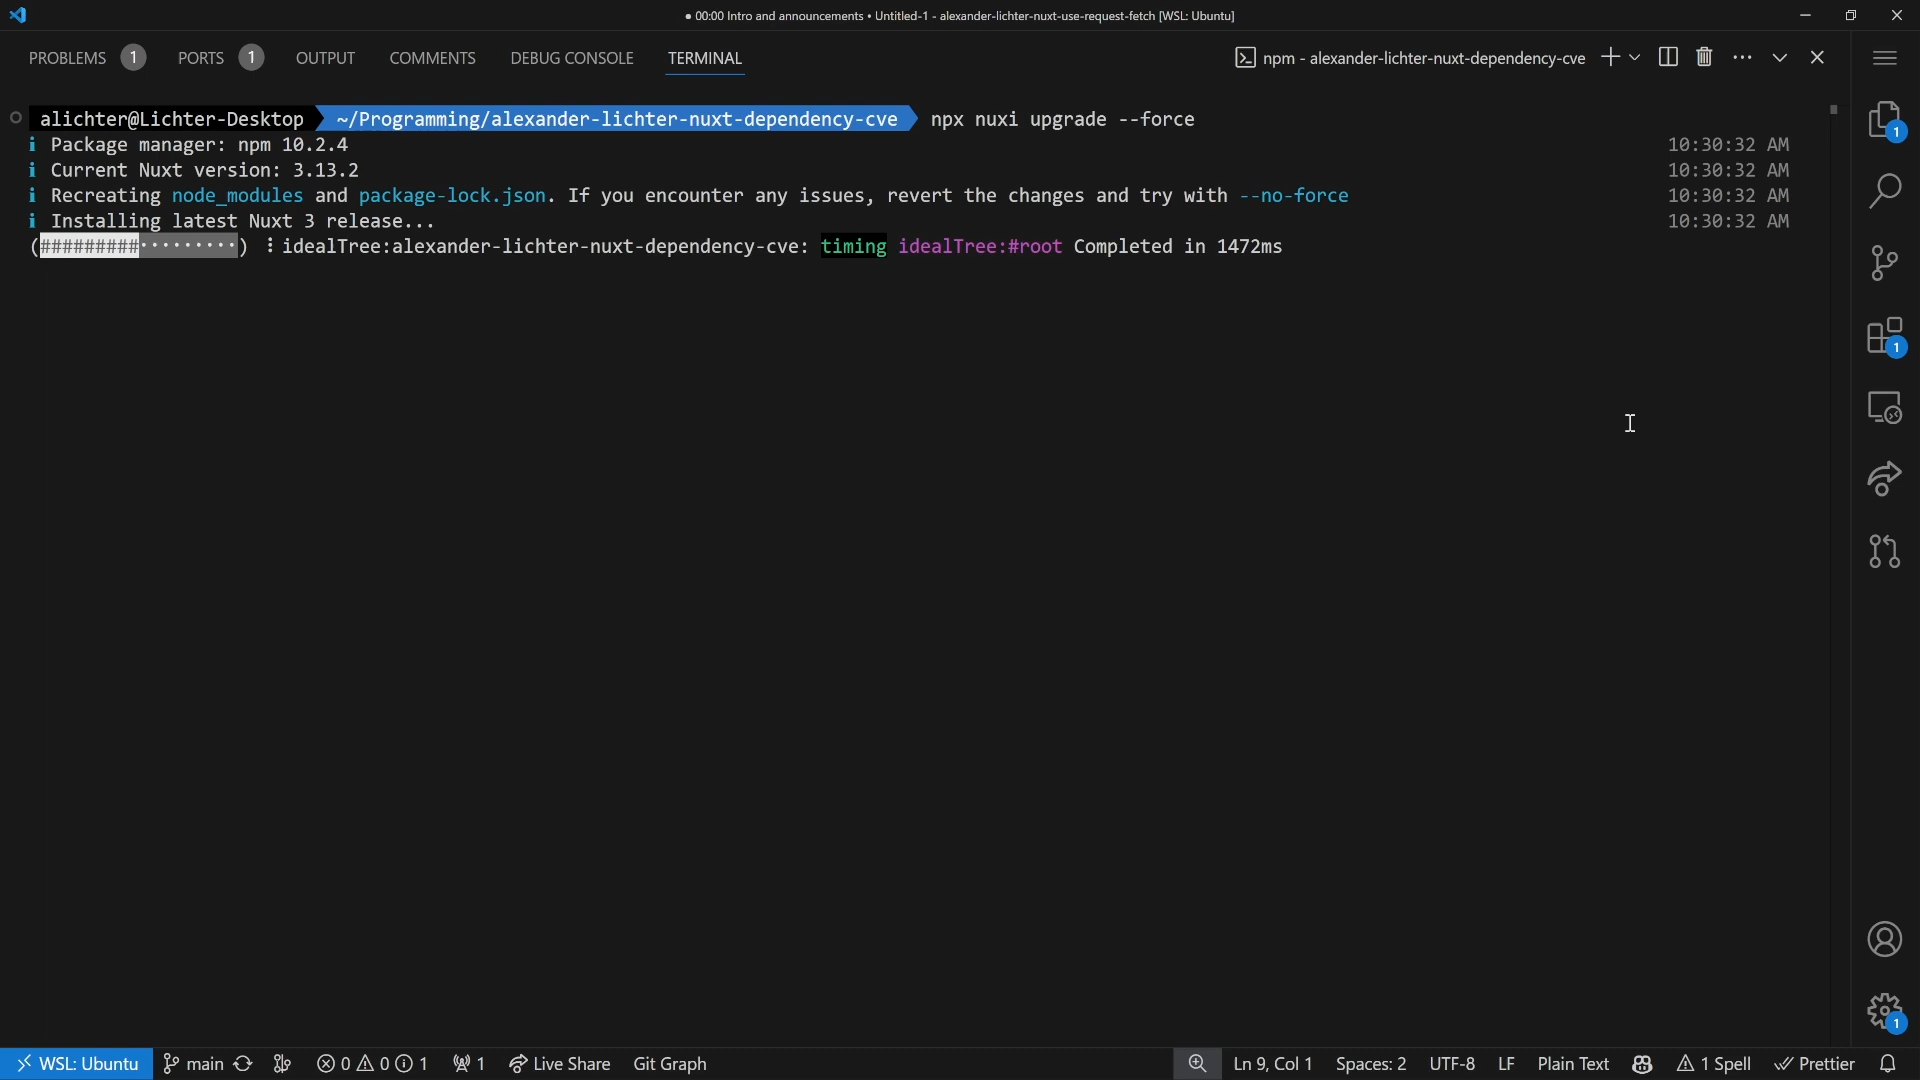 ● 00:00 Intro and announcements • Untitled-1 - alexander-lichter-nuxt-use-request-fetch [WSL: Ubuntu]
PROBLEMS 1 PORTS 1 OUTPUT COMMENTS DEBUG CONSOLE TERMINAL npm - alexander-lichter-nuxt-dependency-cve
alichter@Lichter-Desktop ~/Programming/alexander-lichter-nuxt-dependency-cve npx nuxi upgrade --force
i Package manager: npm 10.2.4 10:30:32 AM
i Current Nuxt version: 3.13.2 10:30:32 AM
i Recreating node_modules and package-lock.json. If you encounter any issues, revert the changes and try with --no-force 10:30:32 AM
i Installing latest Nuxt 3 release... 10:30:32 AM
(#########·········) ⠸ idealTree:alexander-lichter-nuxt-dependency-cve: timing idealTree:#root Completed in 1472ms
1
1
1
WSL: Ubuntu main 0 0 1 1 Live Share Git Graph Ln 9, Col 1 Spaces: 2 UTF-8 LF Plain Text 1 Spell Prettier